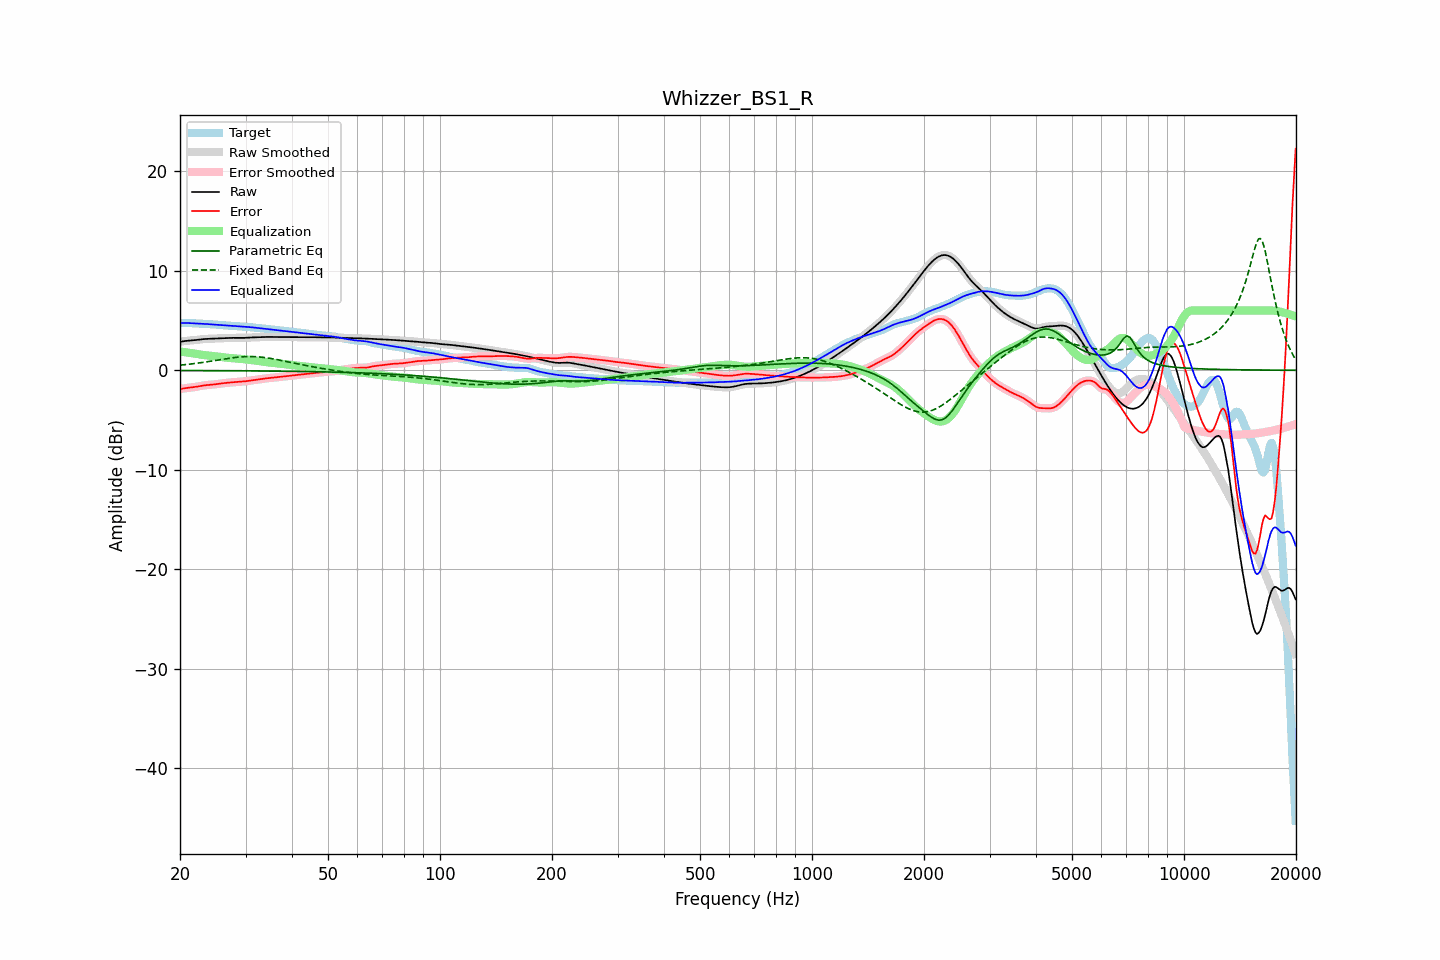 Whizzer_BS1_R
Target
Raw Smoothed
Error Smoothed
Raw
Error
Equalization
Parametric Eq
Fixed Band Eq
Equalized
20
10
0
−10
−20
−30
−40
Amplitude (dBr)
20
50
100
200
500
1000
2000
5000
10000
20000
Frequency (Hz)